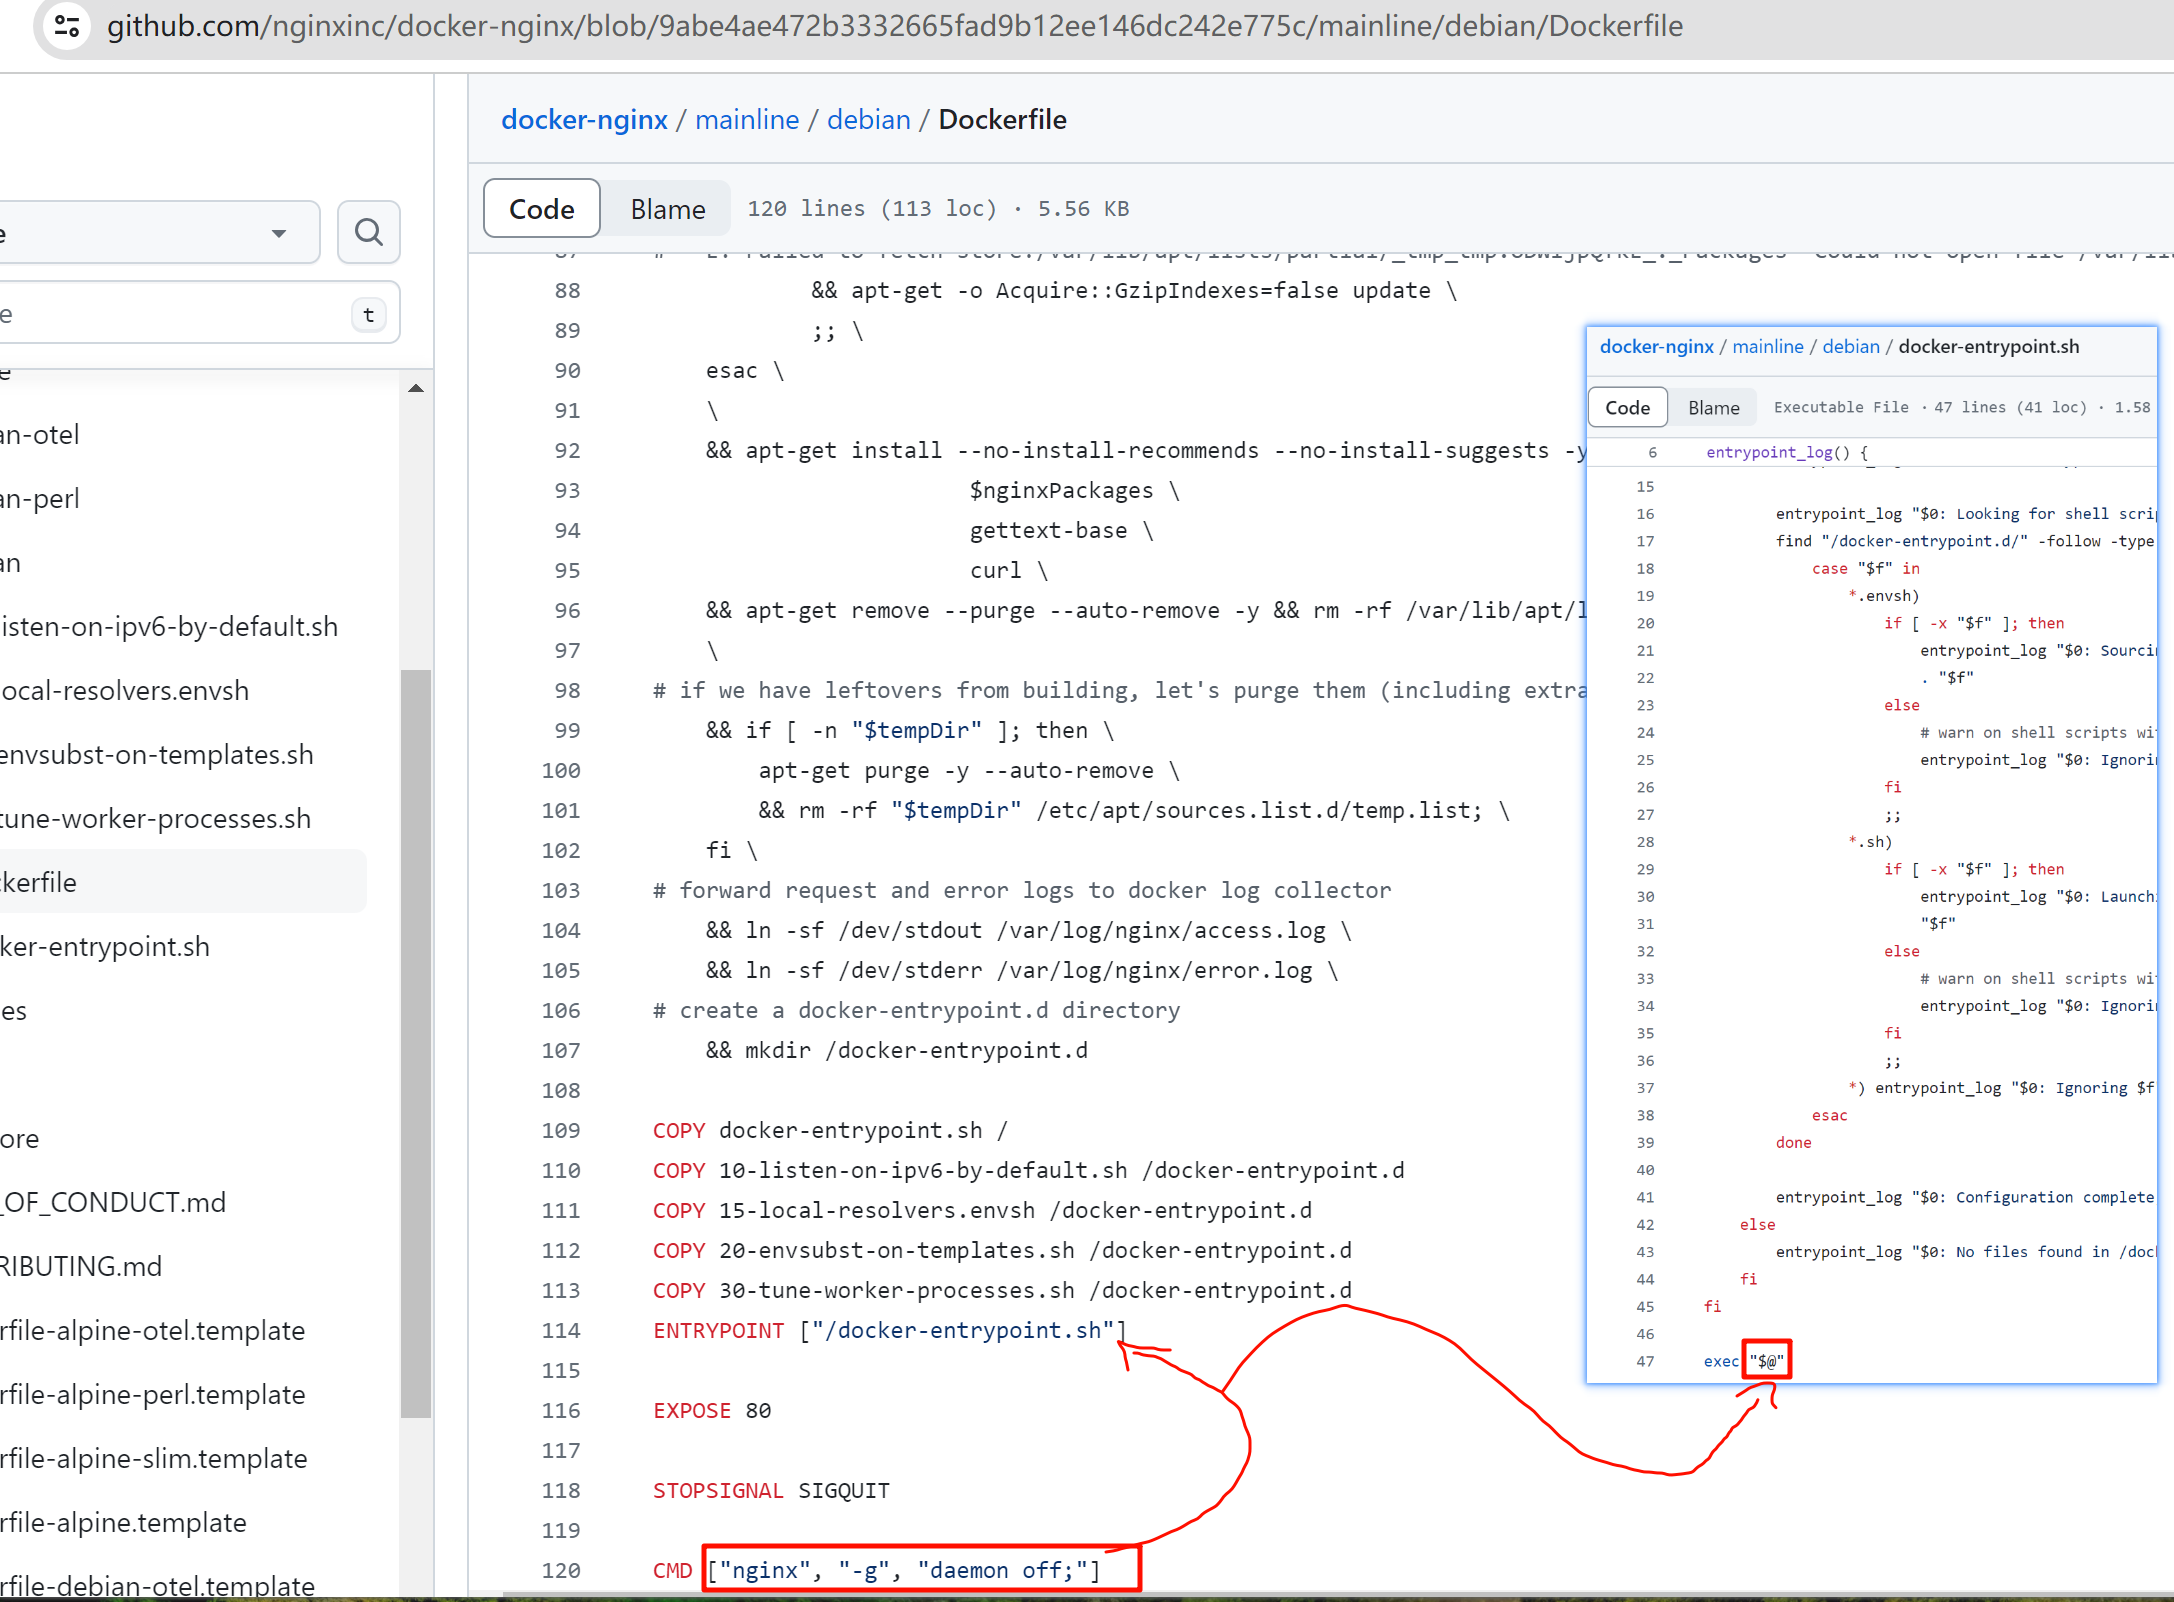 github.com/nginxinc/docker-nginx/blob/9abe4ae472b3332665fad9b12ee146dc242e775c/mainline/debian/Dockerfile
docker-nginx / mainline / debian / Dockerfile
Code Blame 120 lines (113 loc) · 5.56 KB
e
e t
an-otel
an-perl
an
listen-on-ipv6-by-default.sh
local-resolvers.envsh
envsubst-on-templates.sh
tune-worker-processes.sh
ckerfile
ker-entrypoint.sh
es
ore
_OF_CONDUCT.md
RIBUTING.md
rfile-alpine-otel.template
rfile-alpine-perl.template
rfile-alpine-slim.template
rfile-alpine.template
rfile-debian-otel.template
88 && apt-get -o Acquire::GzipIndexes=false update \
89 ;; \
90 esac \
91 \
92 && apt-get install --no-install-recommends --no-install-suggests -y
93 $nginxPackages \
94 gettext-base \
95 curl \
96 && apt-get remove --purge --auto-remove -y && rm -rf /var/lib/apt/l
97 \
98 # if we have leftovers from building, let's purge them (including extra
99 && if [ -n "$tempDir" ]; then \
100 apt-get purge -y --auto-remove \
101 && rm -rf "$tempDir" /etc/apt/sources.list.d/temp.list; \
102 fi \
103 # forward request and error logs to docker log collector
104 && ln -sf /dev/stdout /var/log/nginx/access.log \
105 && ln -sf /dev/stderr /var/log/nginx/error.log \
106 # create a docker-entrypoint.d directory
107 && mkdir /docker-entrypoint.d
108
109 COPY docker-entrypoint.sh /
110 COPY 10-listen-on-ipv6-by-default.sh /docker-entrypoint.d
111 COPY 15-local-resolvers.envsh /docker-entrypoint.d
112 COPY 20-envsubst-on-templates.sh /docker-entrypoint.d
113 COPY 30-tune-worker-processes.sh /docker-entrypoint.d
114 ENTRYPOINT ["/docker-entrypoint.sh"]
115
116 EXPOSE 80
117
118 STOPSIGNAL SIGQUIT
119
120 CMD ["nginx", "-g", "daemon off;"]
docker-nginx / mainline / debian / docker-entrypoint.sh
Code Blame Executable File · 47 lines (41 loc) · 1.58
6 entrypoint_log() {
15
16 entrypoint_log "$0: Looking for shell scrip
17 find "/docker-entrypoint.d/" -follow -type
18 case "$f" in
19 *.envsh)
20 if [ -x "$f" ]; then
21 entrypoint_log "$0: Sourcin
22 . "$f"
23 else
24 # warn on shell scripts wi
25 entrypoint_log "$0: Ignorin
26 fi
27 ;;
28 *.sh)
29 if [ -x "$f" ]; then
30 entrypoint_log "$0: Launch
31 "$f"
32 else
33 # warn on shell scripts wi
34 entrypoint_log "$0: Ignorin
35 fi
36 ;;
37 *) entrypoint_log "$0: Ignoring $f
38 esac
39 done
40
41 entrypoint_log "$0: Configuration complete
42 else
43 entrypoint_log "$0: No files found in /doc
44 fi
45 fi
46
47 exec "$@"